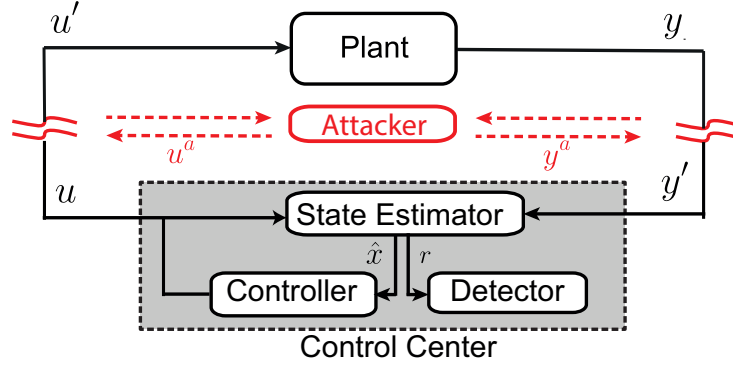 u′ y
Plant
Attacker
u^a y^a
u y′
State Estimator
x̂ r
Controller Detector
Control Center